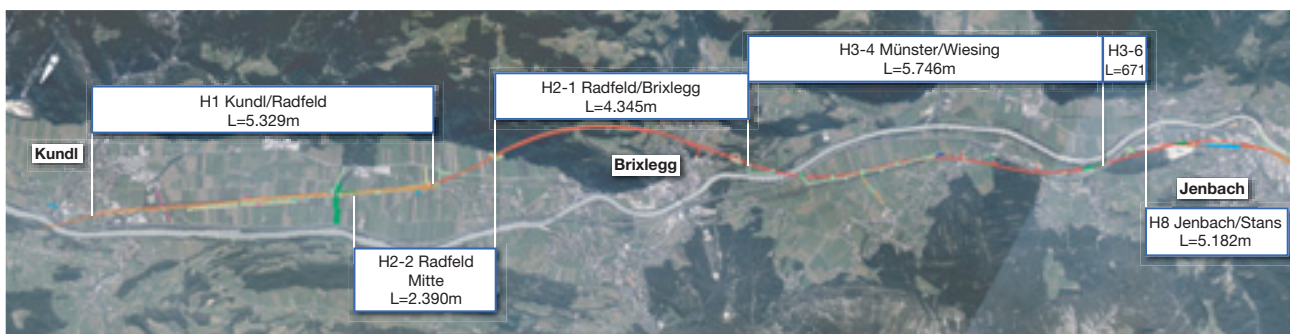 H3-4 Münster/Wiesing
L=5.746m
H3-6
L=671
H2-1 Radfeld/Brixlegg
L=4.345m
H1 Kundl/Radfeld
L=5.329m
Kundl
Brixlegg
Jenbach
H8 Jenbach/Stans
L=5.182m
H2-2 Radfeld
Mitte
L=2.390m